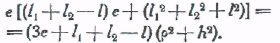 e [(l₁+l₂−l) e+(l₁²+l₂²+l²)]=
=(3e+l₁+l₂−l)(ρ²+h²).